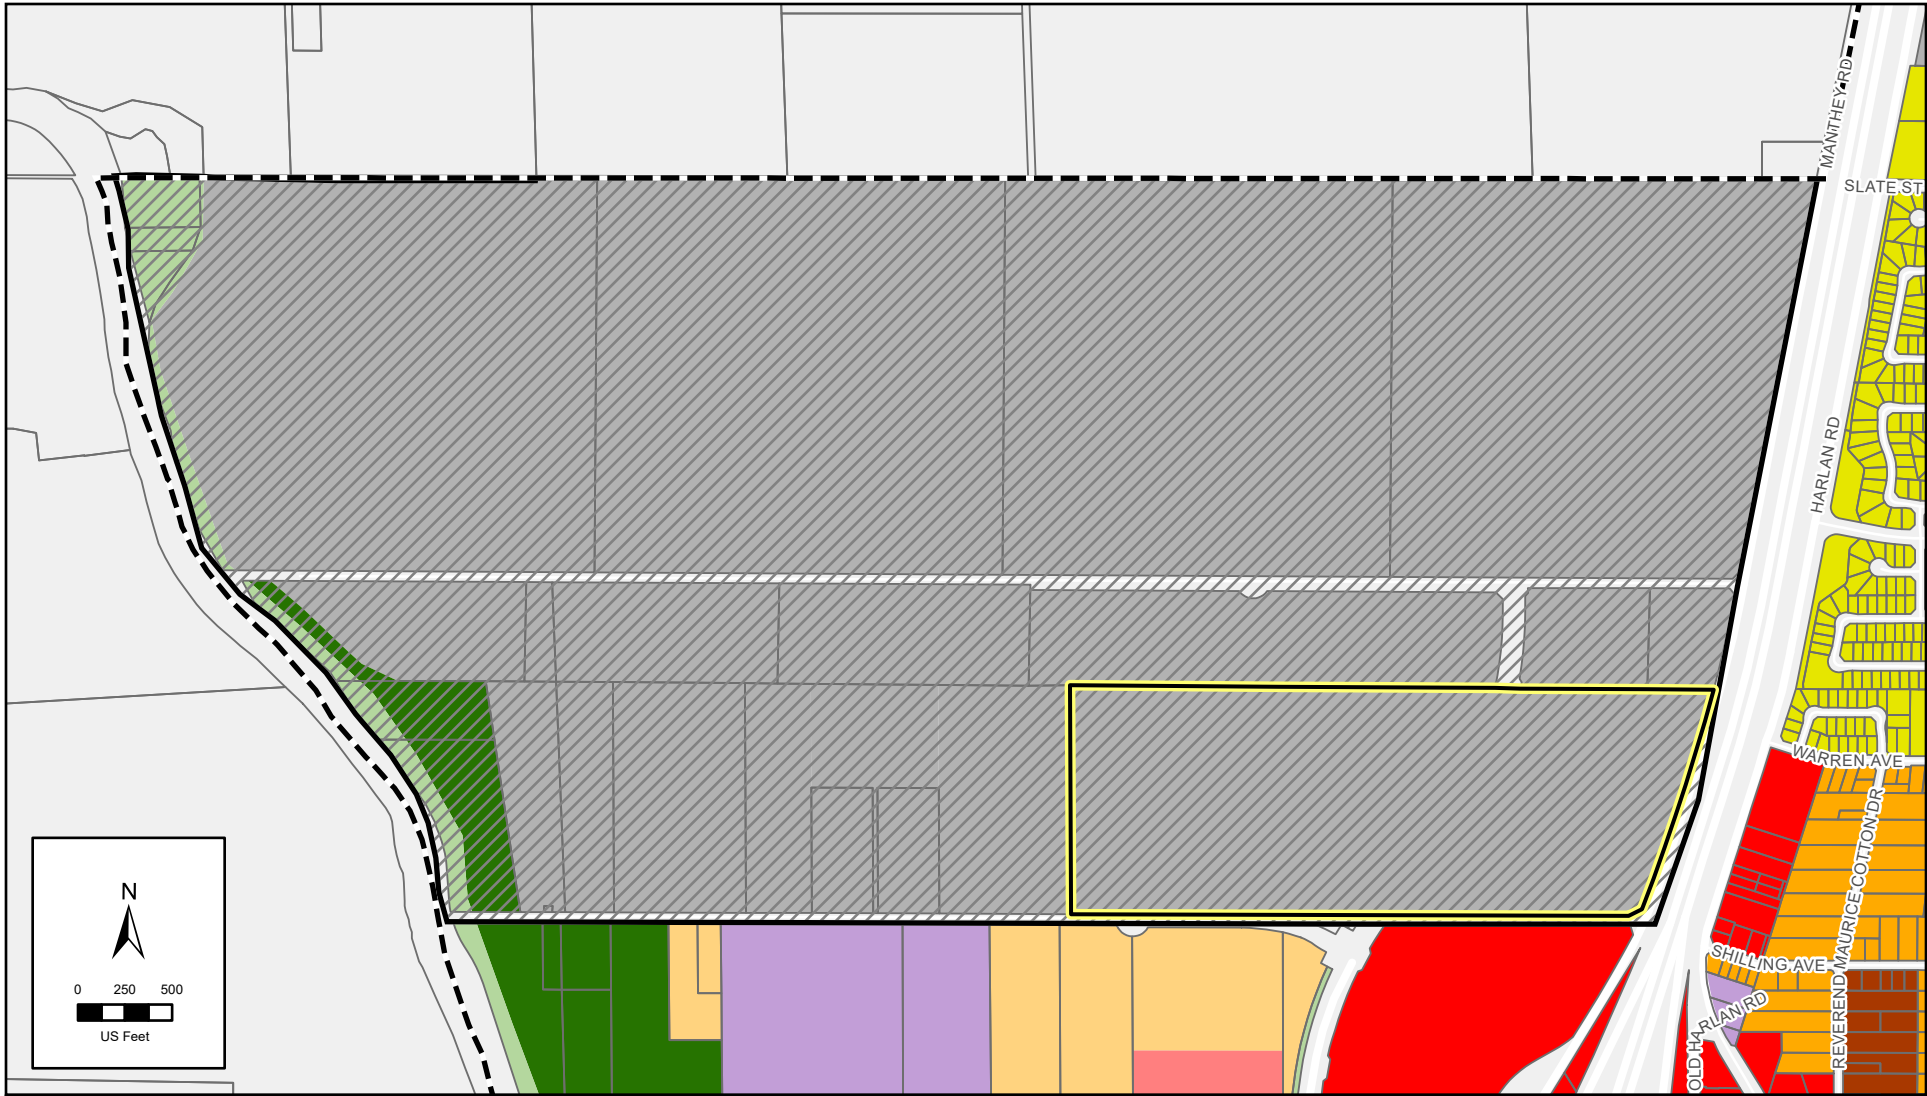 MANTHEY RD
SLATE ST
HARLAN RD
WARREN AVE
REVEREND MAURICE COTTON DR
SHILLING AVE
OLD HARLAN RD
N
0 250 500
US Feet